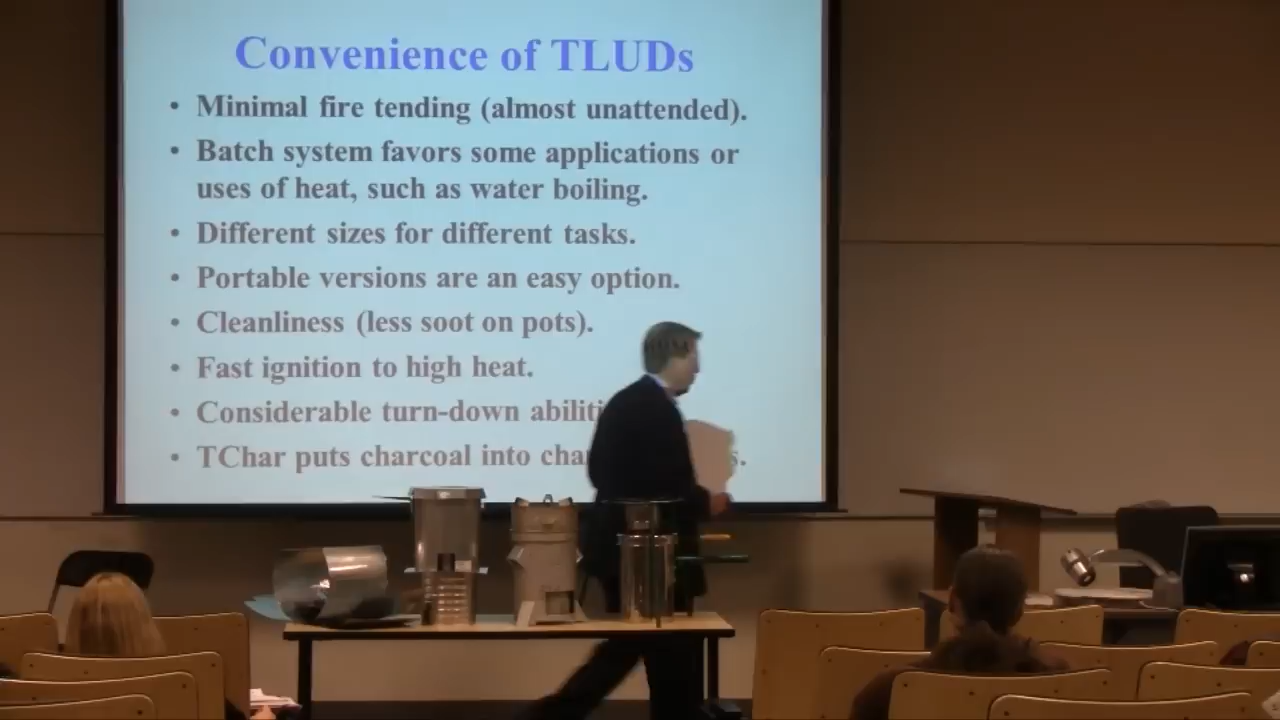 Convenience of TLUDs
• Minimal fire tending (almost unattended).
• Batch system favors some applications or
uses of heat, such as water boiling.
• Different sizes for different tasks.
• Portable versions are an easy option.
• Cleanliness (less soot on pots).
• Fast ignition to high heat.
• Considerable turn-down
• TChar puts charcoal into